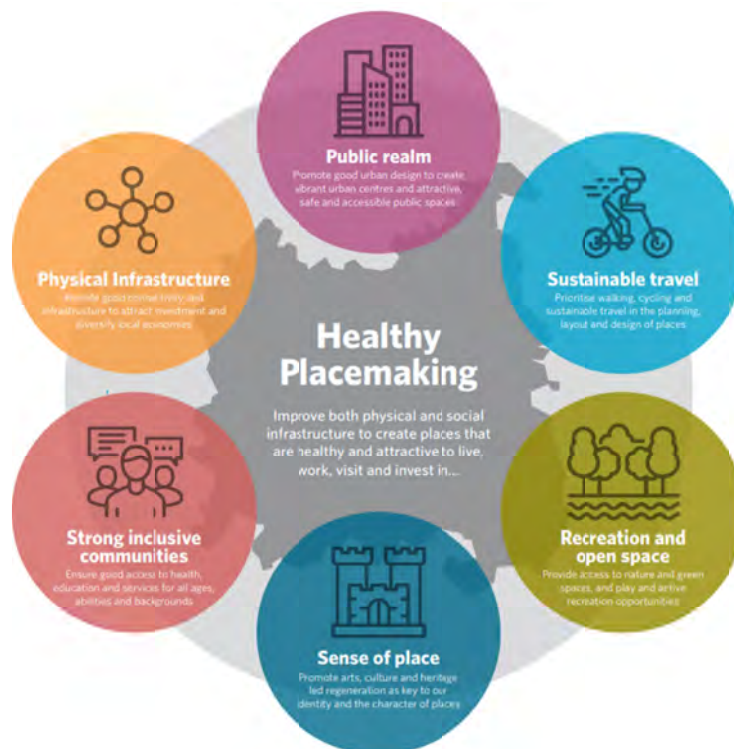 Public realm
Promote good urban design to create
vibrant urban centres and attractive,
safe and accessible public spaces
Sustainable travel
Prioritise walking, cycling and
sustainable travel in the planning,
layout and design of places
Recreation and
open space
Provide access to nature and green
spaces, and play and active
recreation opportunities
Sense of place
Promote arts, culture and heritage
led regeneration as key to our
identity and the character of places
Strong inclusive
communities
Ensure good access to health,
education and services for all ages,
abilities and backgrounds
Physical Infrastructure
good connectivity and
infrastructure to attract investment and
diversify local economies
Healthy
Placemaking
Improve both physical and social
infrastructure to create places that
are healthy and attractive to live,
work, visit and invest in...